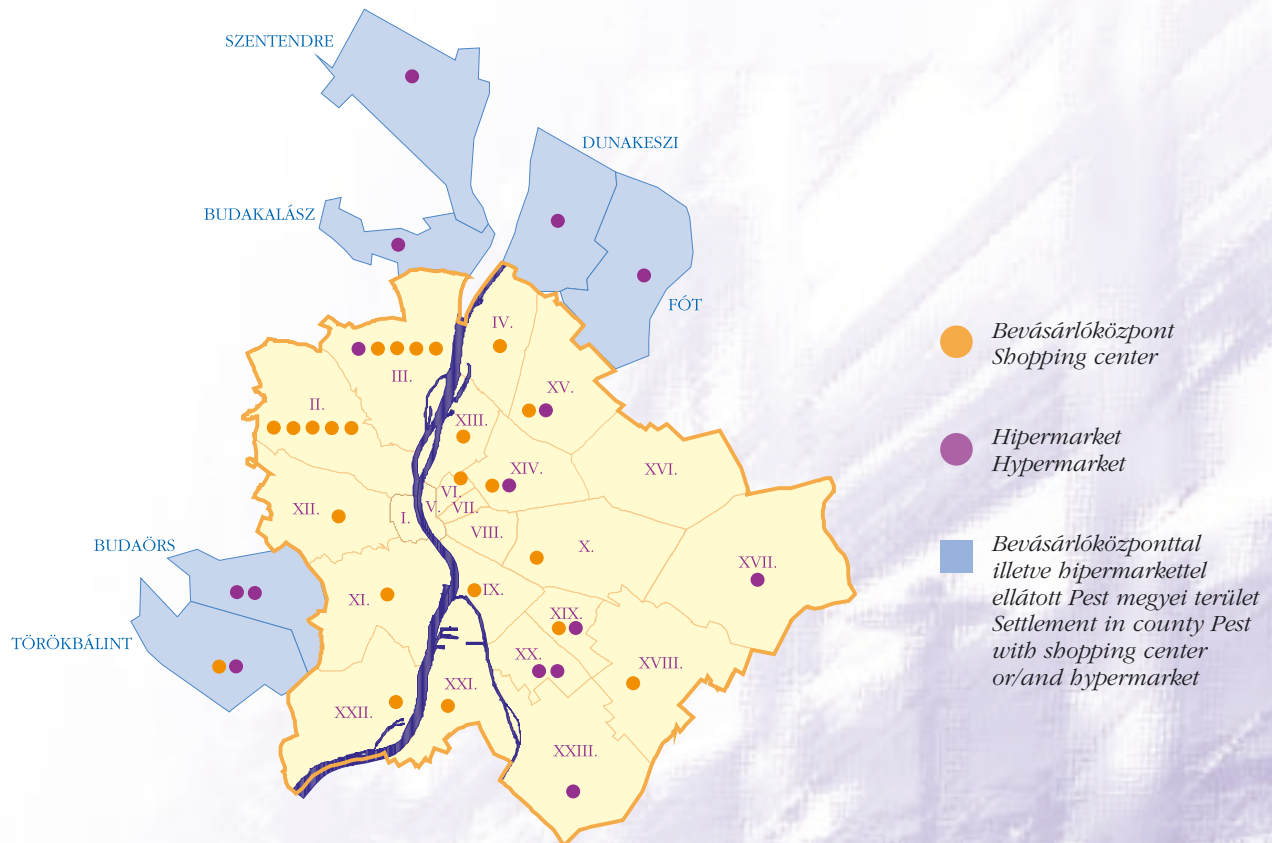 SZENTENDRE
DUNAKESZI
BUDAKALÁSZ
FÓT
IV.
III.
XV.
II.
XIII.
XIV.
XVI.
VI.
XII.
I.
V.
VII.
VIII.
X.
BUDAÖRS
XVII.
XI.
IX.
XIX.
TÖRÖKBÁLINT
XX.
XVIII.
XXI.
XXII.
XXIII.
Bevásárlóközpont
Shopping center
Hipermarket
Hypermarket
Bevásárlóközponttal
illetve hipermarkettel
ellátott Pest megyei terület
Settlement in county Pest
with shopping center
or/and hypermarket